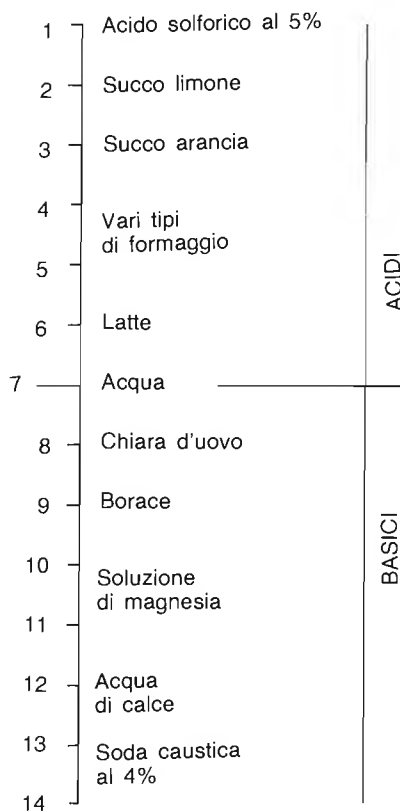 1 Acido solforico al 5%
2 Succo limone
3 Succo arancia
4
Vari tipi
di formaggio
5
6 Latte
ACIDI
7 Acqua
8 Chiara d'uovo
9 Borace
BASICI
10
Soluzione
di magnesia
11
12 Acqua
di calce
13
Soda caustica
al 4%
14